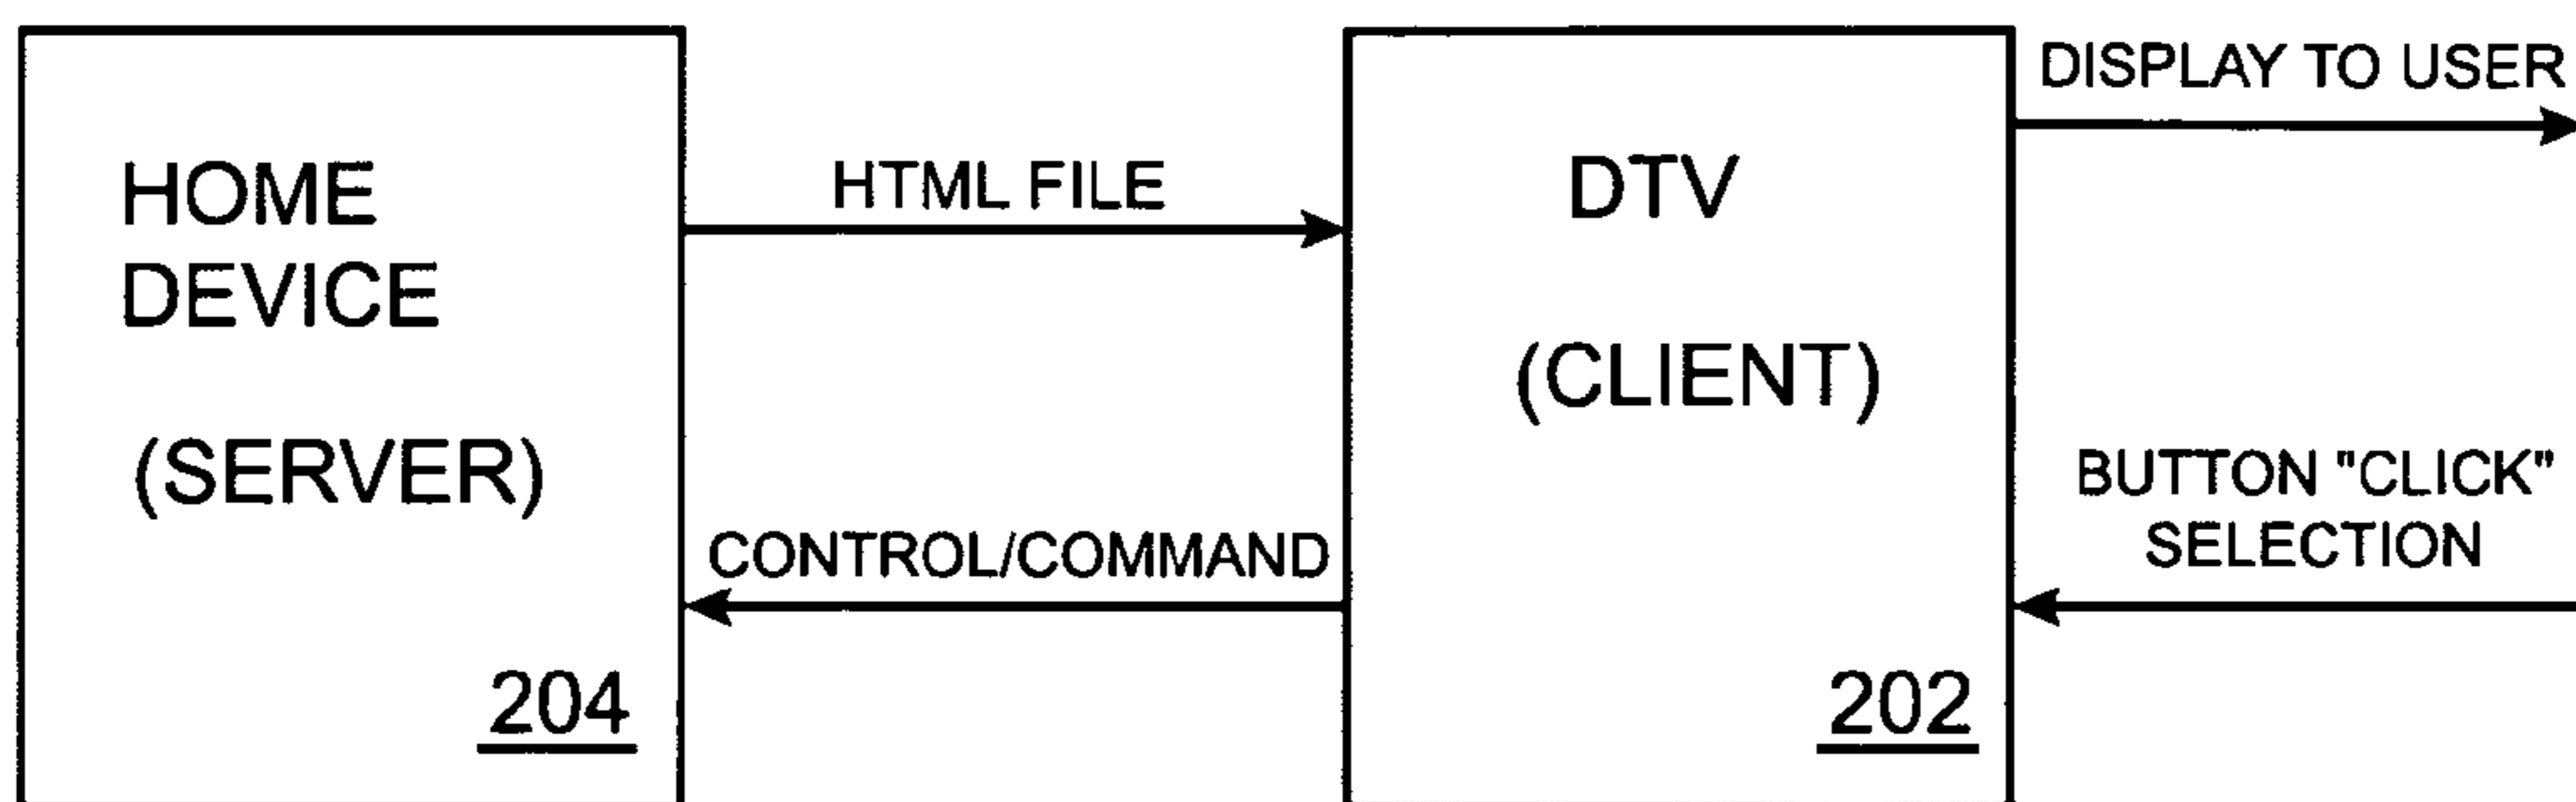 HOME
DEVICE
(SERVER)
204
HTML FILE
CONTROL/COMMAND
DTV
(CLIENT)
202
DISPLAY TO USER
BUTTON "CLICK"
SELECTION